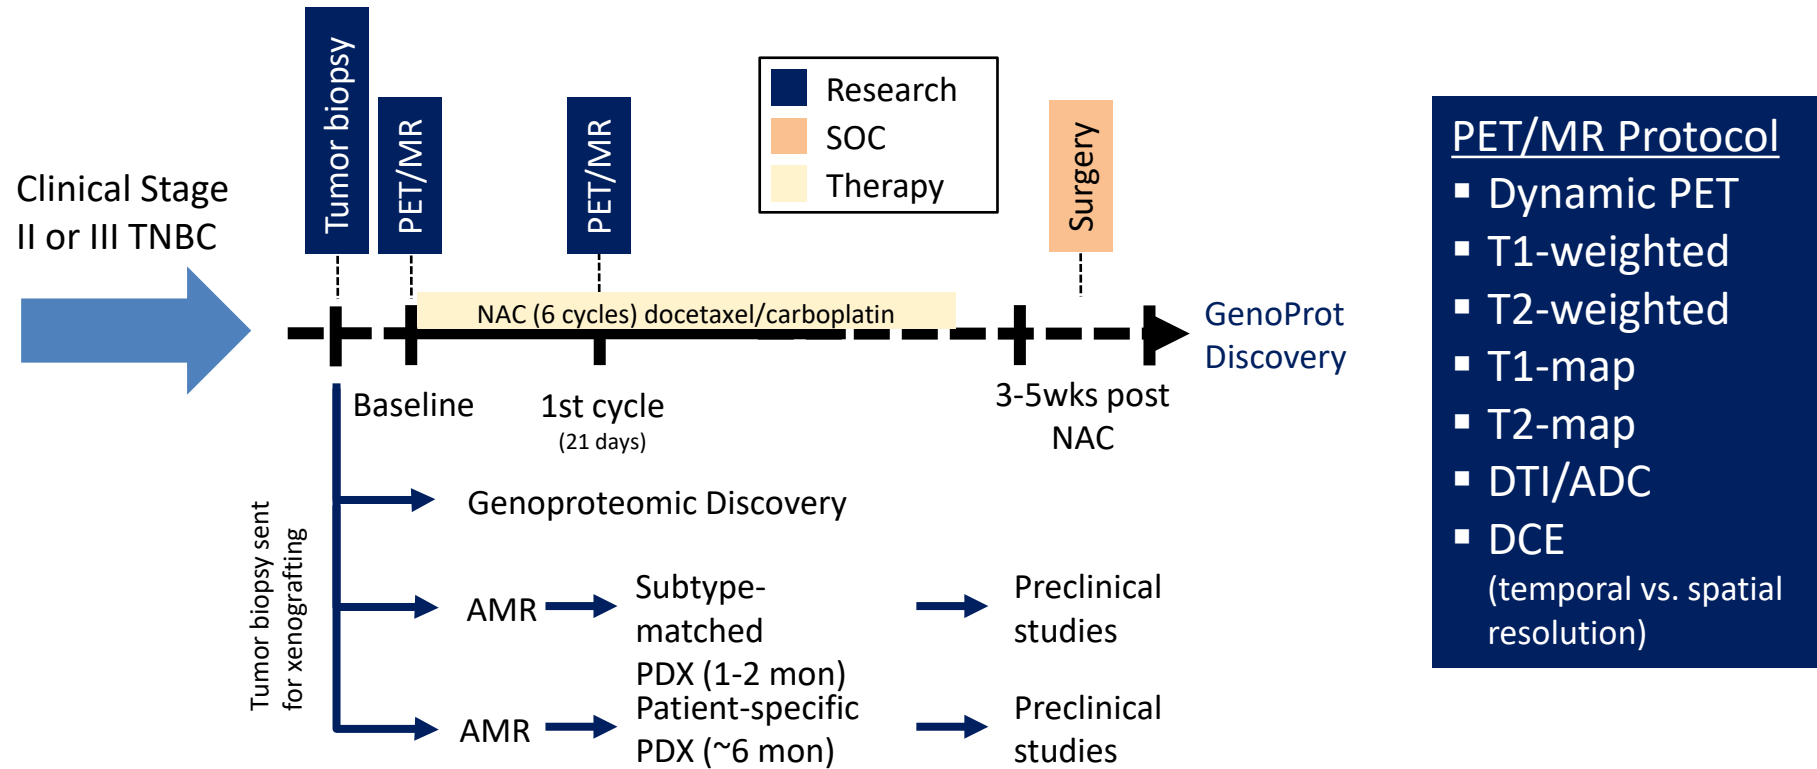 Clinical Stage
II or III TNBC
Tumor biopsy
PET/MR
PET/MR
Research
SOC
Therapy
Surgery
NAC (6 cycles) docetaxel/carboplatin
GenoProt
Discovery
Baseline
1st cycle
(21 days)
3-5wks post
NAC
Tumor biopsy sent
for xenografting
Genoproteomic Discovery
AMR
Subtype-
matched
PDX (1-2 mon)
Preclinical
studies
AMR
Patient-specific
PDX (~6 mon)
Preclinical
studies
PET/MR Protocol
▪ Dynamic PET
▪ T1-weighted
▪ T2-weighted
▪ T1-map
▪ T2-map
▪ DTI/ADC
▪ DCE
(temporal vs. spatial
resolution)